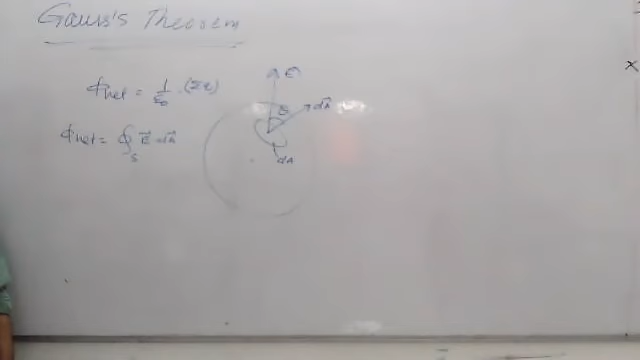 Gauss's Theorem
Φnet = 1/ε₀ · (Σq)
Φnet = ∮ₛ E⃗ · dA⃗
E⃗
θ
dA⃗
dA